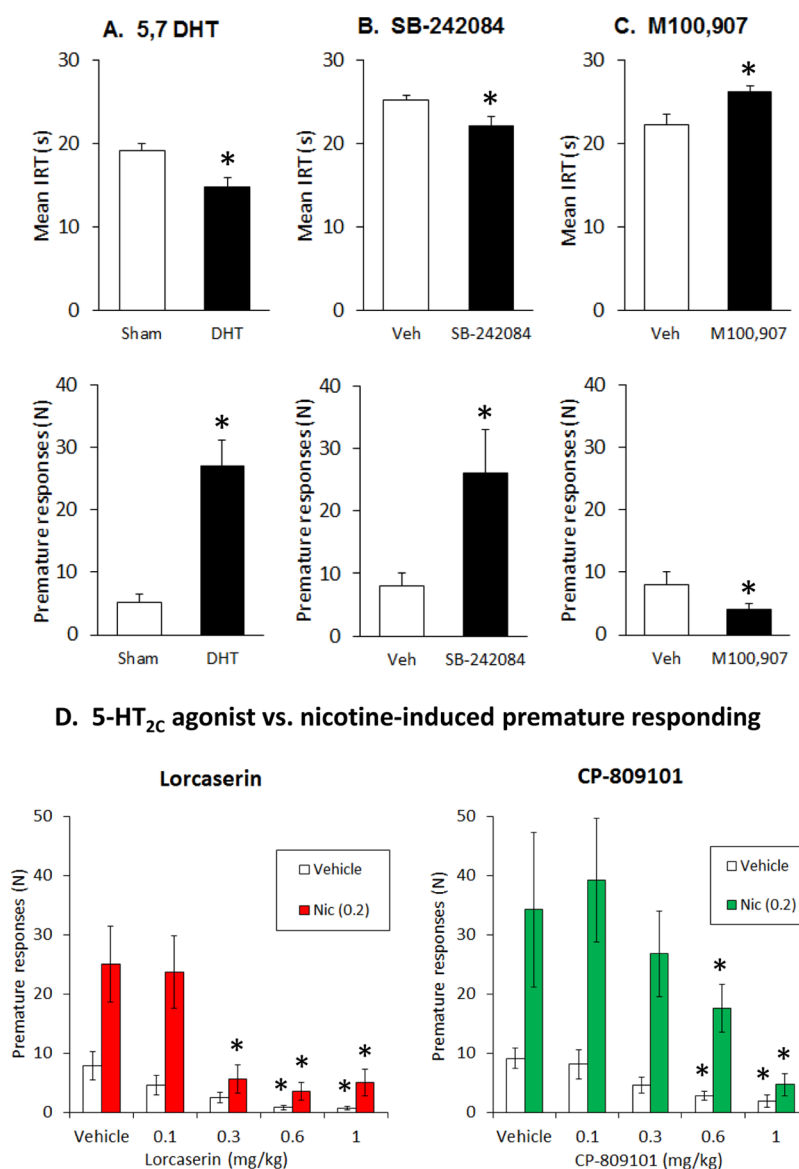 A. 5,7 DHT
B. SB-242084
C. M100,907
Mean IRT(s)
30
20
10
0
*
Sham DHT
Mean IRT (s)
30
20
10
0
*
Veh SB-242084
Mean IRT (s)
30
20
10
0
*
Veh M100,907
Premature responses (N)
40
30
20
10
0
*
Sham DHT
Premature responses (N)
40
30
20
10
0
*
Veh SB-242084
Premature responses (N)
40
30
20
10
0
*
Veh M100,907
D. 5-HT2C agonist vs. nicotine-induced premature responding
Lorcaserin
Premature responses (N)
50
40
30
20
10
0
Vehicle
Nic (0.2)
* * * * *
Vehicle 0.1 0.3 0.6 1
Lorcaserin (mg/kg)
CP-809101
Premature responses (N)
50
40
30
20
10
0
Vehicle
Nic (0.2)
* * * *
Vehicle 0.1 0.3 0.6 1
CP-809101 (mg/kg)